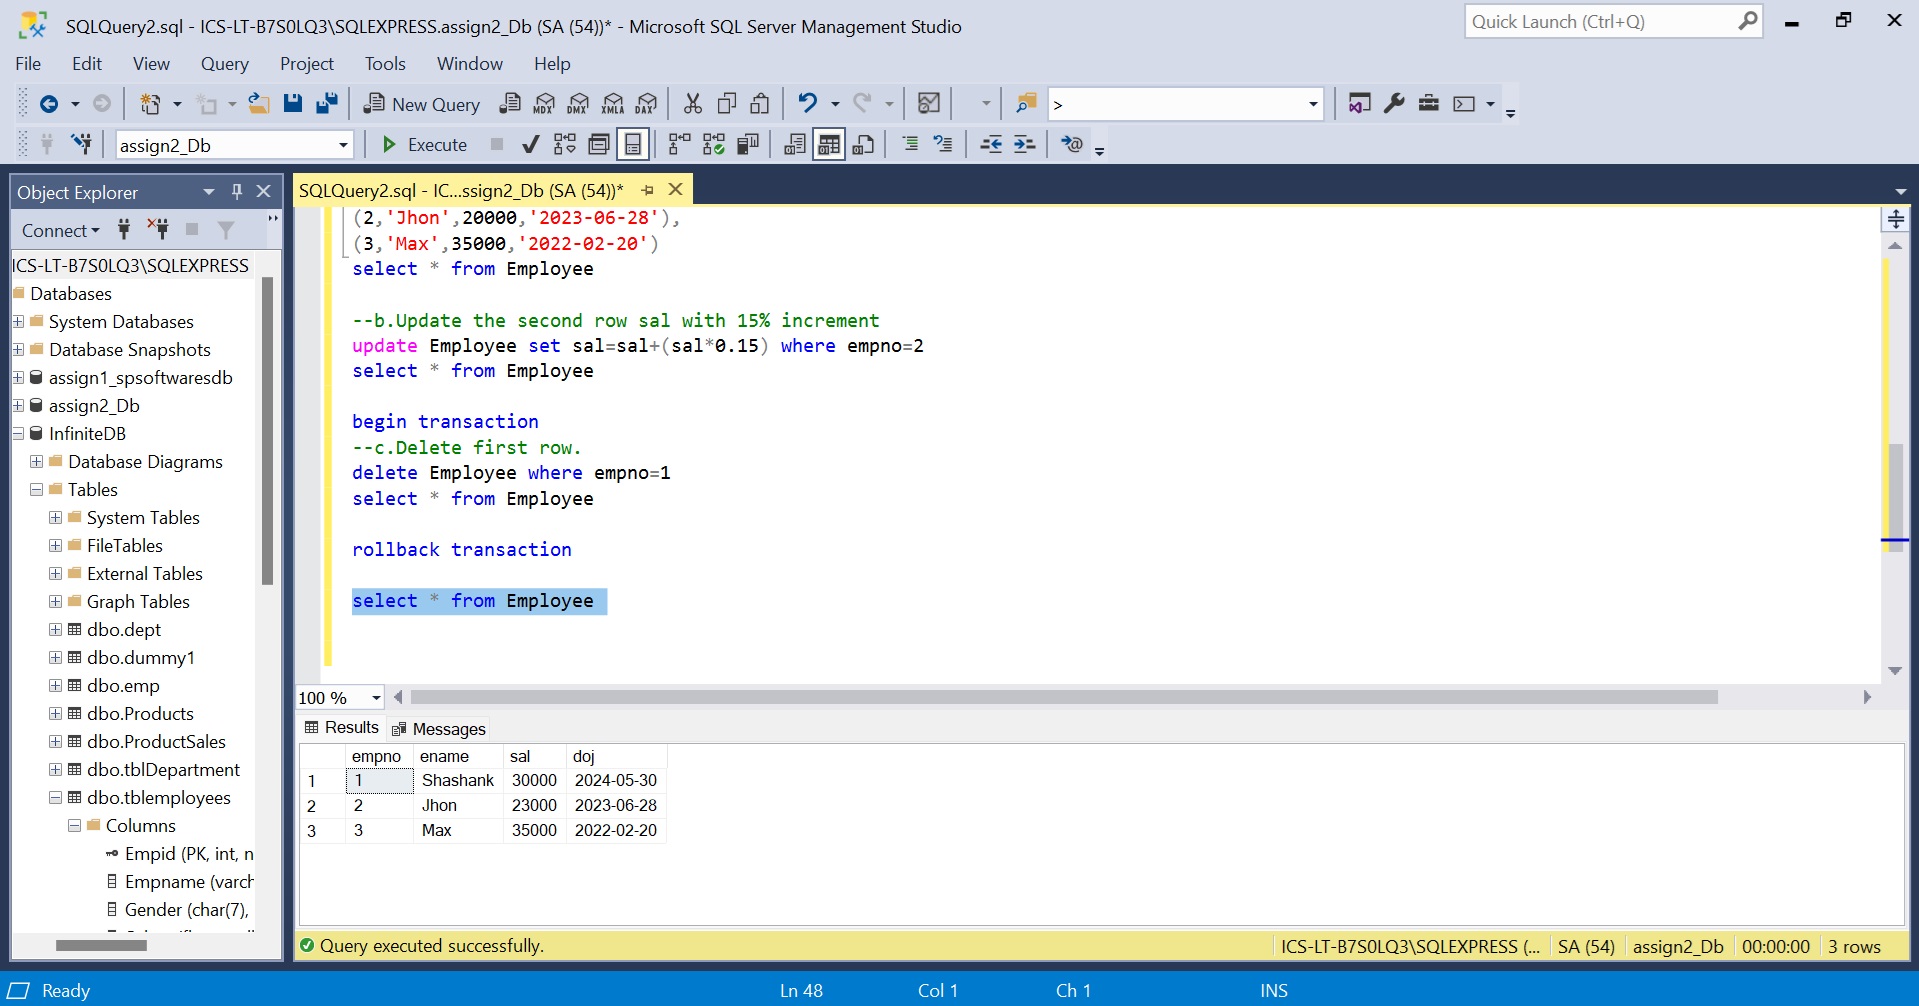 SQLQuery2.sql - ICS-LT-B7S0LQ3\SQLEXPRESS.assign2_Db (SA (54))* - Microsoft SQL Server Management Studio
Quick Launch (Ctrl+Q)
File Edit View Query Project Tools Window Help
New Query MDX DMX XMLA DAX >
assign2_Db Execute
Object Explorer
Connect
ICS-LT-B7S0LQ3\SQLEXPRESS
Databases
System Databases
Database Snapshots
assign1_spsoftwaresdb
assign2_Db
InfiniteDB
Database Diagrams
Tables
System Tables
FileTables
External Tables
Graph Tables
dbo.dept
dbo.dummy1
dbo.emp
dbo.Products
dbo.ProductSales
dbo.tblDepartment
dbo.tblemployees
Columns
Empid (PK, int, n
Empname (varch
Gender (char(7),
SQLQuery2.sql - IC...ssign2_Db (SA (54))*
(2,'Jhon',20000,'2023-06-28'),
(3,'Max',35000,'2022-02-20')
select * from Employee
--b.Update the second row sal with 15% increment
update Employee set sal=sal+(sal*0.15) where empno=2
select * from Employee
begin transaction
--c.Delete first row.
delete Employee where empno=1
select * from Employee
rollback transaction
select * from Employee
100 %
Results Messages
empno ename sal doj
1 1 Shashank 30000 2024-05-30
2 2 Jhon 23000 2023-06-28
3 3 Max 35000 2022-02-20
Query executed successfully. ICS-LT-B7S0LQ3\SQLEXPRESS (... SA (54) assign2_Db 00:00:00 3 rows
Ready Ln 48 Col 1 Ch 1 INS